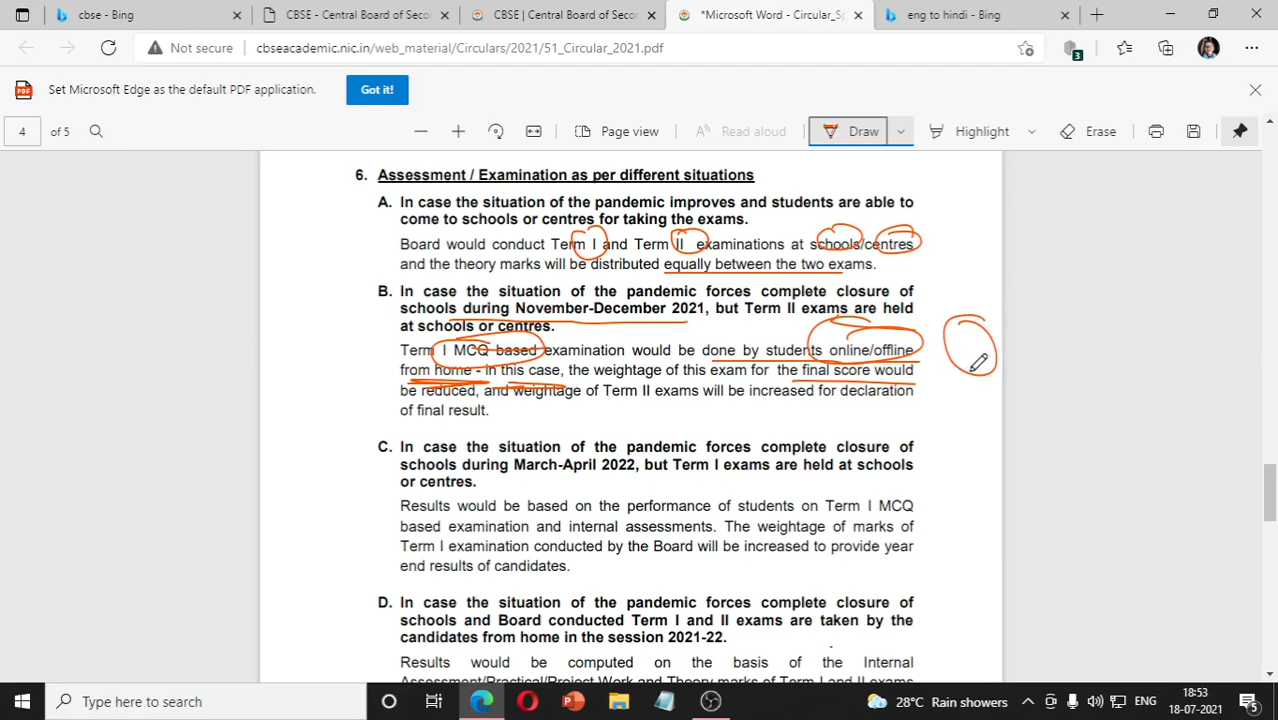 cbse - Bing
CBSE - Central Board of Secor
CBSE | Central Board of Secor
*Microsoft Word - Circular_Sp
eng to hindi - Bing
Not secure
cbseacademic.nic.in/web_material/Circulars/2021/51_Circular_2021.pdf
3
PDF
Set Microsoft Edge as the default PDF application.
Got it!
4 of 5
Page view
Read aloud
Draw
Highlight
Erase
6. Assessment / Examination as per different situations
A. In case the situation of the pandemic improves and students are able to
come to schools or centres for taking the exams.
Board would conduct Term I and Term II examinations at schools/centres
and the theory marks will be distributed equally between the two exams.
B. In case the situation of the pandemic forces complete closure of
schools during November-December 2021, but Term II exams are held
at schools or centres.
Term I MCQ based examination would be done by students online/offline
from home - in this case, the weightage of this exam for the final score would
be reduced, and weightage of Term II exams will be increased for declaration
of final result.
C. In case the situation of the pandemic forces complete closure of
schools during March-April 2022, but Term I exams are held at schools
or centres.
Results would be based on the performance of students on Term I MCQ
based examination and internal assessments. The weightage of marks of
Term I examination conducted by the Board will be increased to provide year
end results of candidates.
D. In case the situation of the pandemic forces complete closure of
schools and Board conducted Term I and II exams are taken by the
candidates from home in the session 2021-22.
Results would be computed on the basis of the Internal
Assessment/Practical/Project Work and Theory marks of Term I and II exams
Type here to search
28°C Rain showers
ENG
18:53
18-07-2021
5